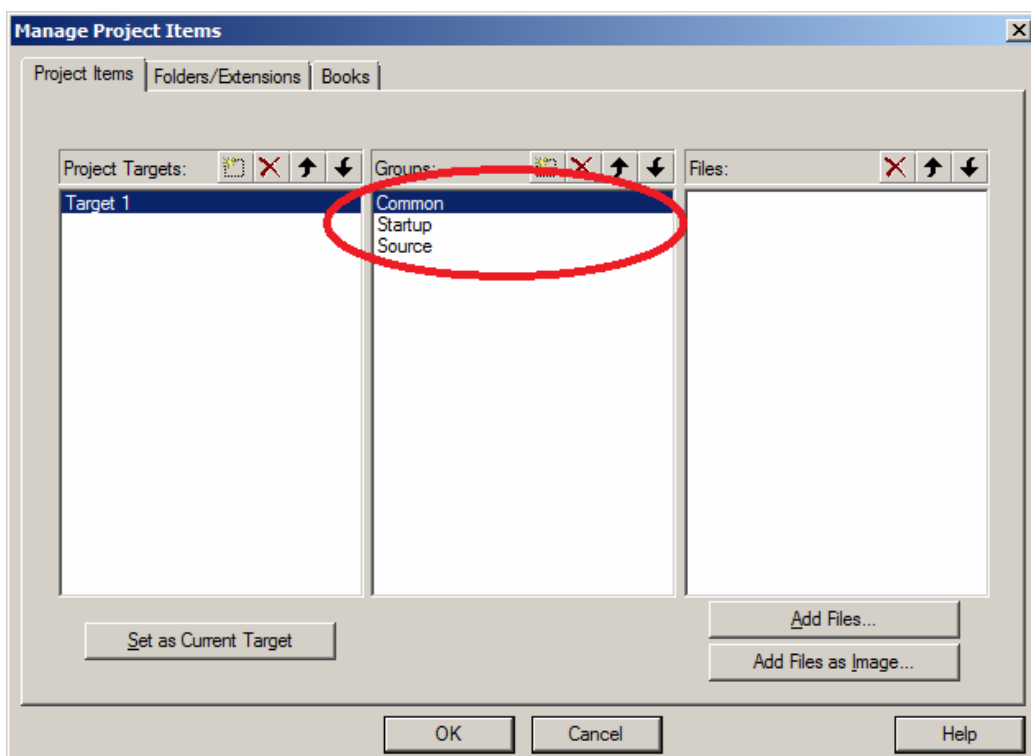 Manage Project Items
Project Items Folders/Extensions Books
Project Targets: Groups: Files:
Target 1
Common
Startup
Source
Set as Current Target
Add Files...
Add Files as Image...
OK Cancel Help